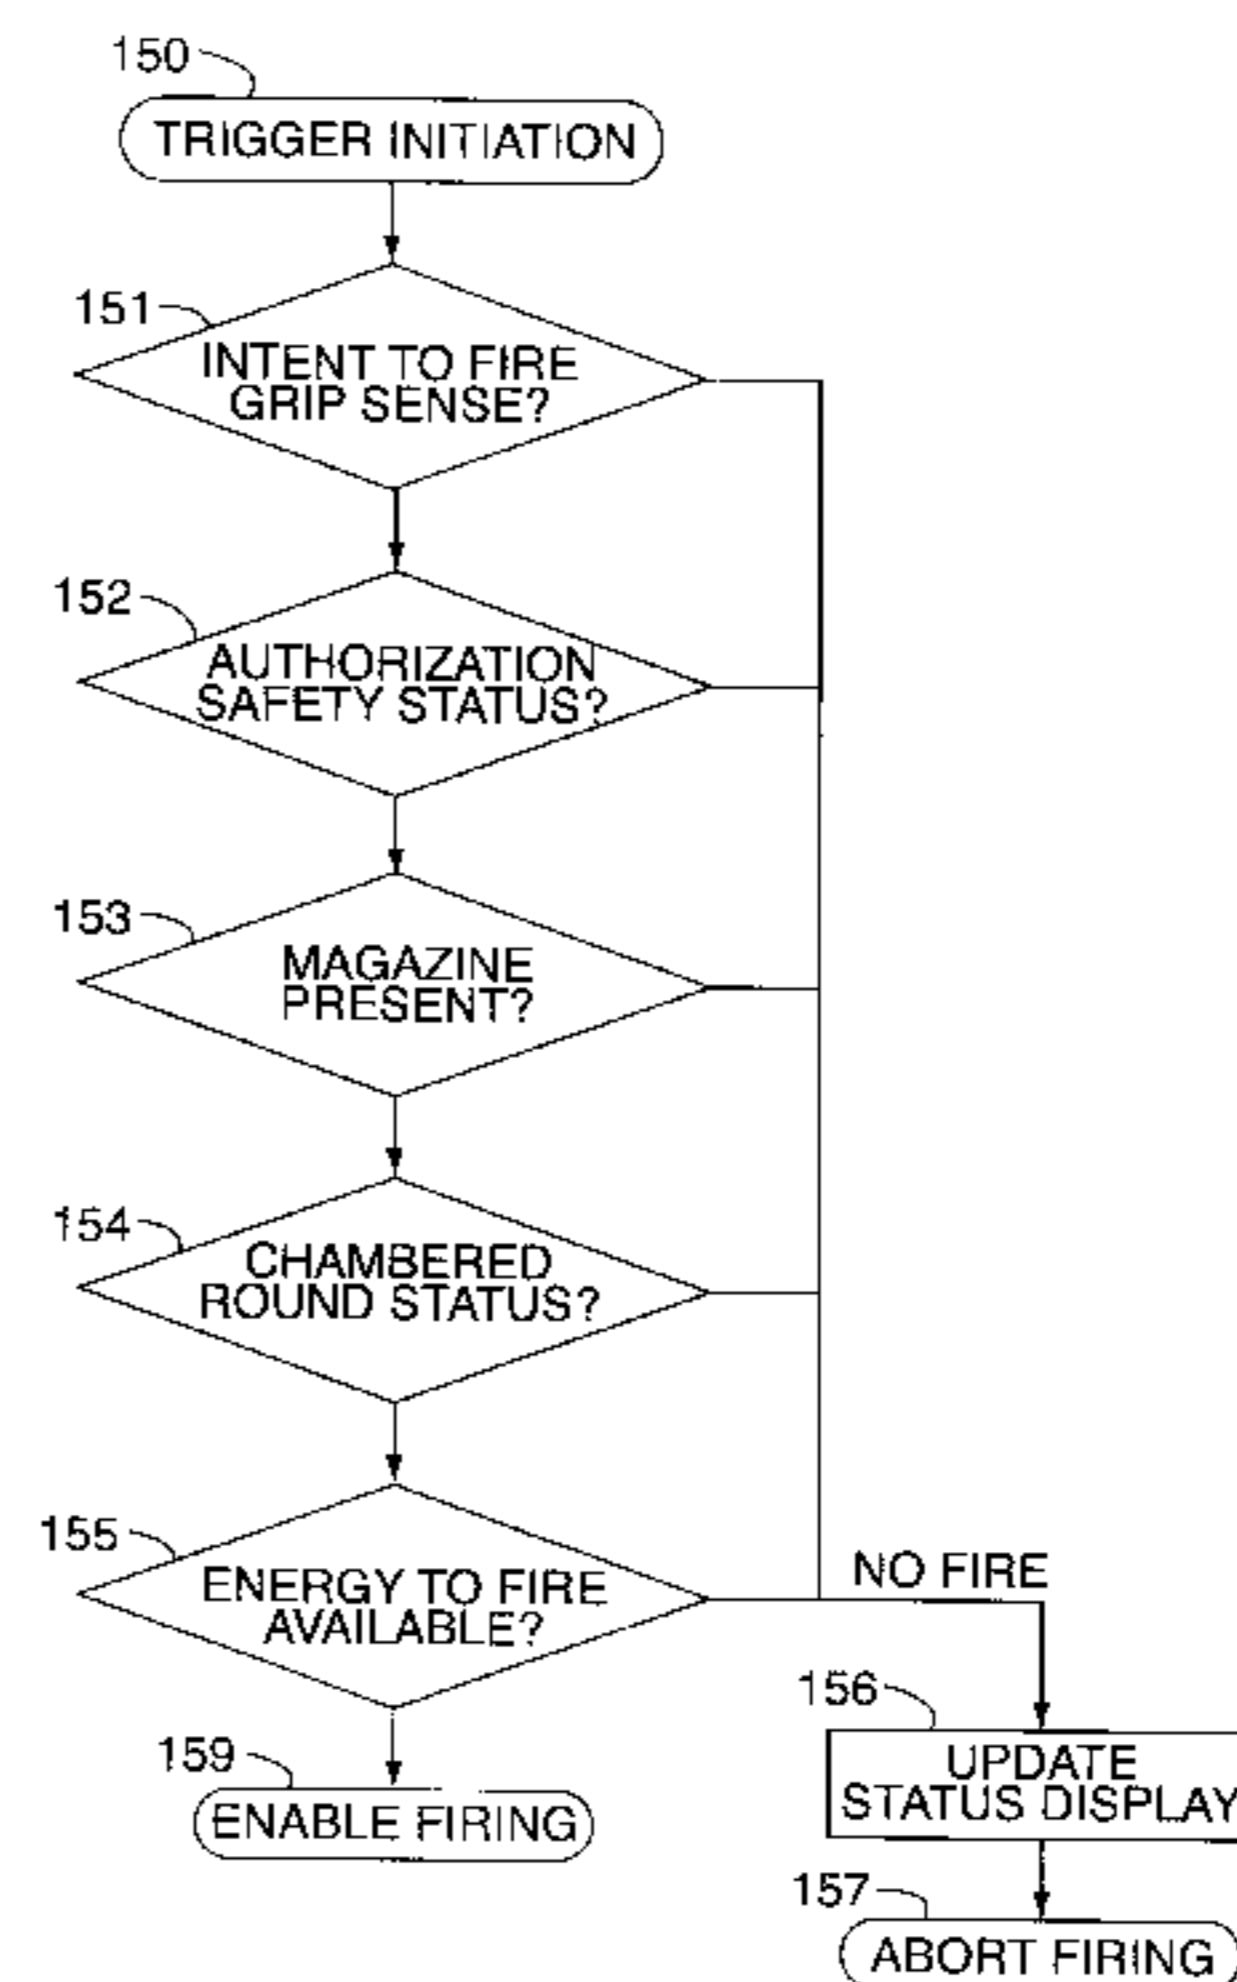 150
TRIGGER INITIATION
151
INTENT TO FIRE
GRIP SENSE?
152
AUTHORIZATION
SAFETY STATUS?
153
MAGAZINE
PRESENT?
154
CHAMBERED
ROUND STATUS?
155
ENERGY TO FIRE
AVAILABLE?
NO FIRE
156
UPDATE
STATUS DISPLAY
159
ENABLE FIRING
157
ABORT FIRING